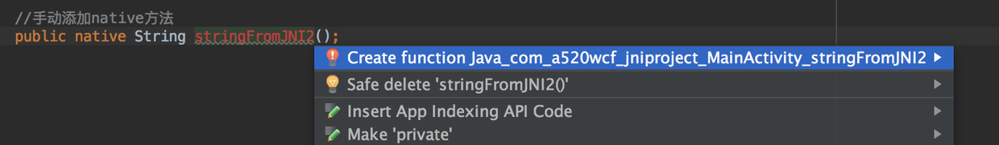 //手动添加native方法
public native String stringFromJNI2();
Create function Java_com_a520wcf_jniproject_MainActivity_stringFromJNI2
Safe delete 'stringFromJNI2()'
Insert App Indexing API Code
Make 'private'